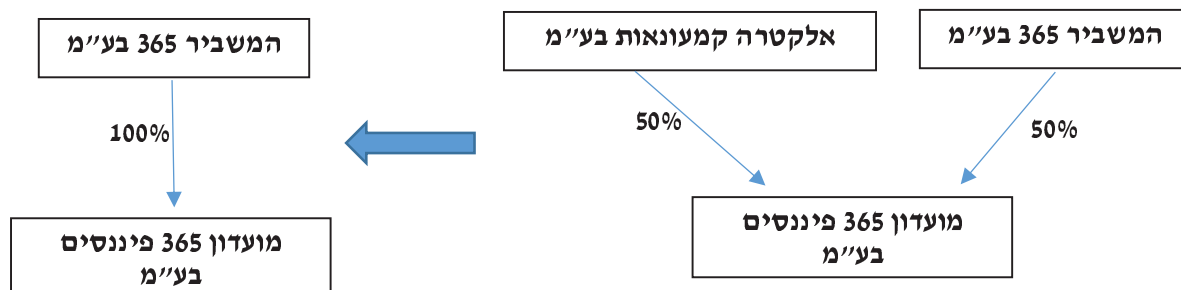 המשביר 365 בע"מ
אלקטרה קמעונאות בע"מ
המשביר 365 בע"מ
50%
50%
מועדון 365 פיננסים
בע"מ
100%
מועדון 365 פיננסים
בע"מ